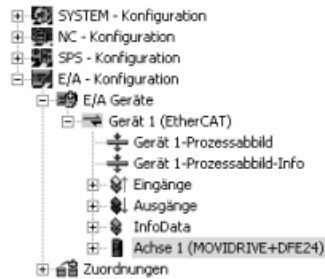 SYSTEM - Konfiguration
NC - Konfiguration
SPS - Konfiguration
E/A - Konfiguration
E/A Geräte
Gerät 1 (EtherCAT)
Gerät 1-Prozessabbild
Gerät 1-Prozessabbild-Info
Eingänge
Ausgänge
InfoData
Achse 1 (MOVIDRIVE+DFE24)
Zuordnungen